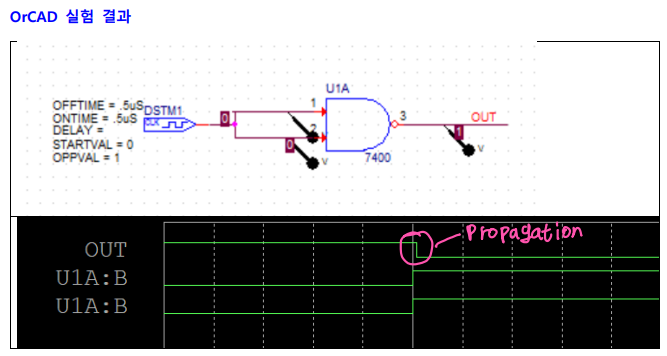 OrCAD 실험 결과
U1A
OFFTIME = .5uS DSTM1
ONTIME = .5uS CLK
DELAY =
STARTVAL = 0
OPPVAL = 1
0
1
2
0
V
3
OUT
1
V
7400
OUT
Propagation
U1A:B
U1A:B